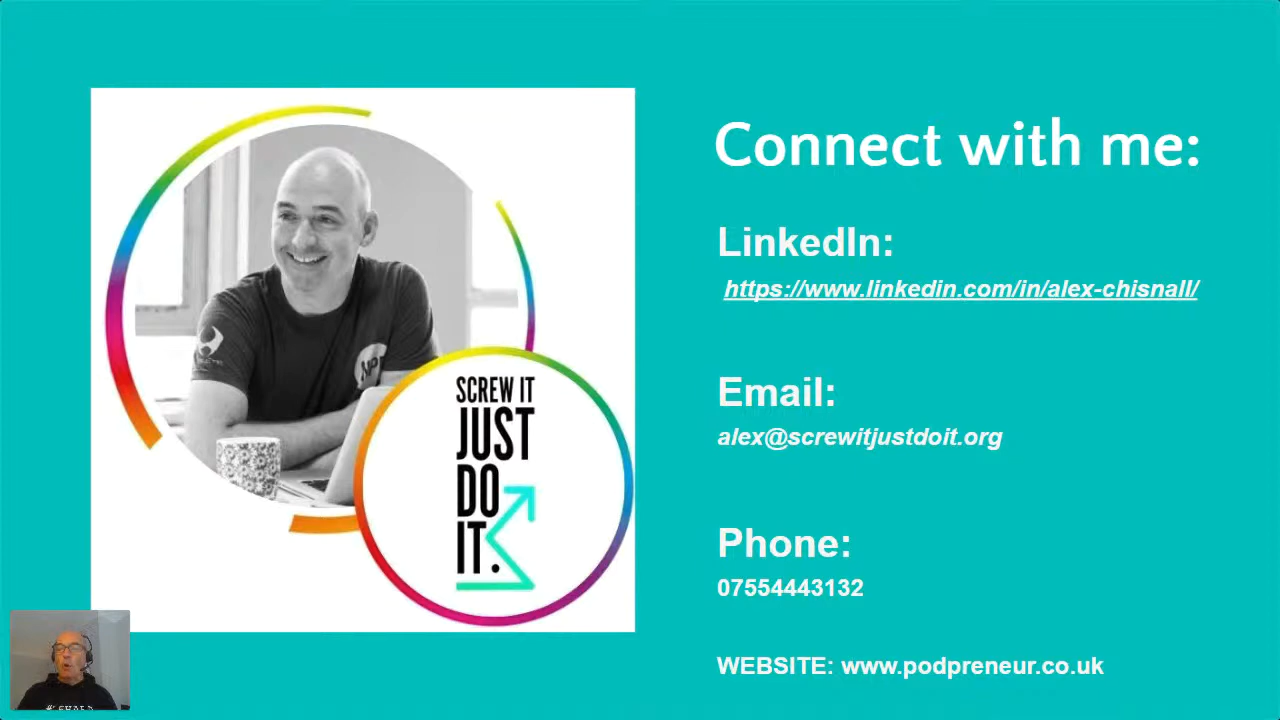 Connect with me:
LinkedIn:
https://www.linkedin.com/in/alex-chisnall/
SCREW IT
JUST
DO
IT.
Email:
alex@screwitjustdoit.org
Phone:
07554443132
WEBSITE: www.podpreneur.co.uk